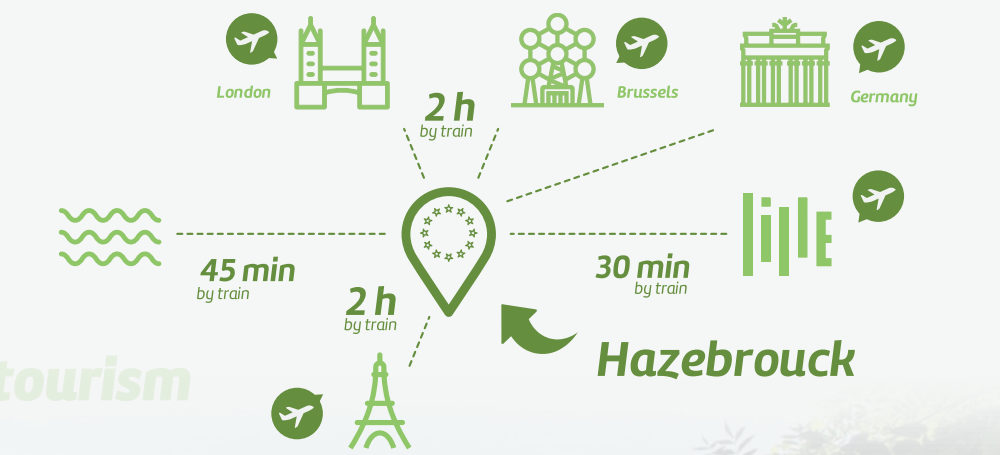 London
Brussels
Germany
2 h
by train
lille
45 min
by train
30 min
by train
2 h
by train
Hazebrouck
tourism